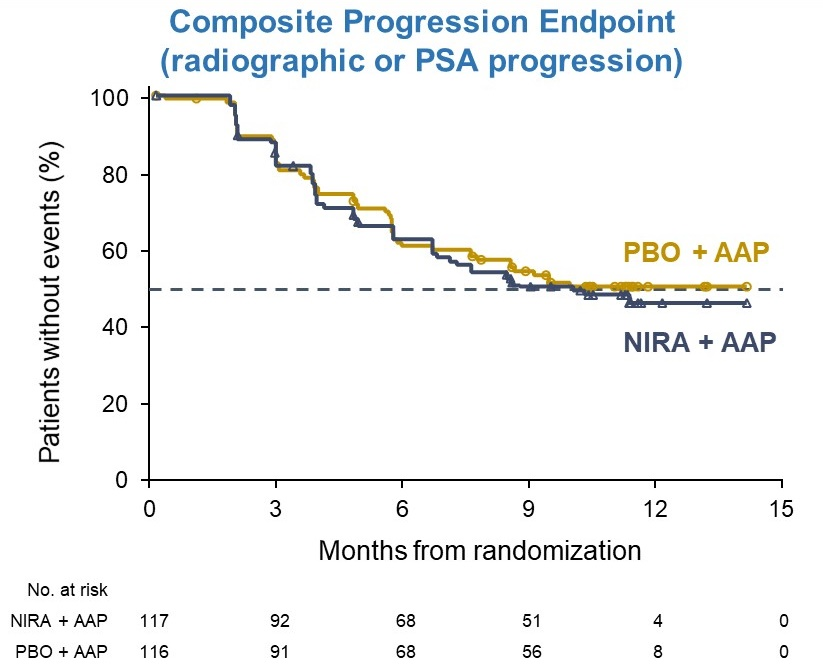 Composite Progression Endpoint
(radiographic or PSA progression)
Patients without events (%)
100
80
60
40
20
0
PBO + AAP
NIRA + AAP
0 3 6 9 12 15
Months from randomization
No. at risk
NIRA + AAP 117 92 68 51 4 0
PBO + AAP 116 91 68 56 8 0